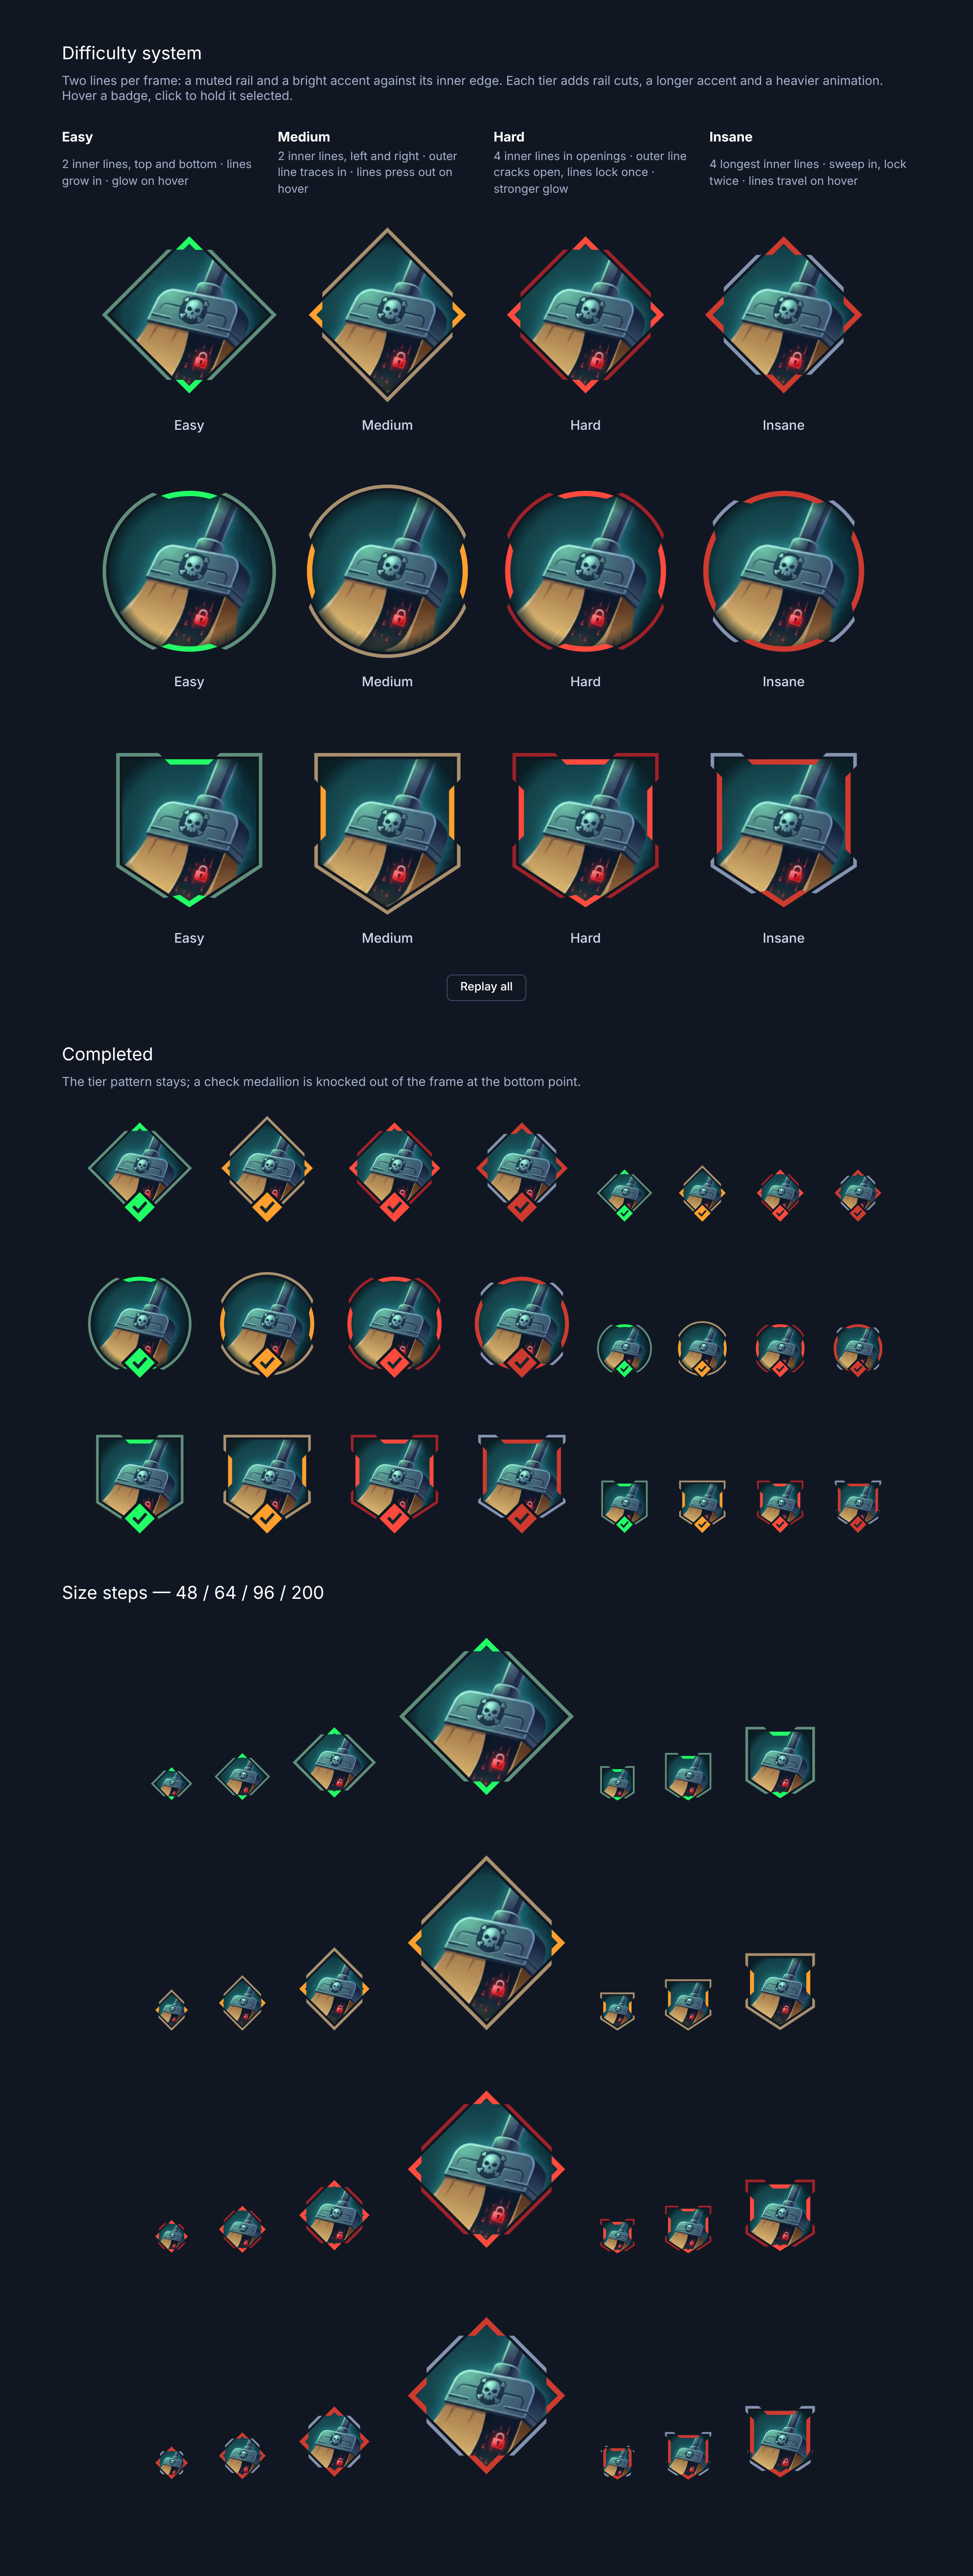 Difficulty system
Two lines per frame: a muted rail and a bright accent against its inner edge. Each tier adds rail cuts, a longer accent and a heavier animation.
Hover a badge, click to hold it selected.
Easy
2 inner lines, top and bottom · lines
grow in · glow on hover
Medium
2 inner lines, left and right · outer
line traces in · lines press out on
hover
Hard
4 inner lines in openings · outer line
cracks open, lines lock once ·
stronger glow
Insane
4 longest inner lines · sweep in, lock
twice · lines travel on hover
Easy
Medium
Hard
Insane
Easy
Medium
Hard
Insane
Easy
Medium
Hard
Insane
Replay all
Completed
The tier pattern stays; a check medallion is knocked out of the frame at the bottom point.
Size steps — 48 / 64 / 96 / 200